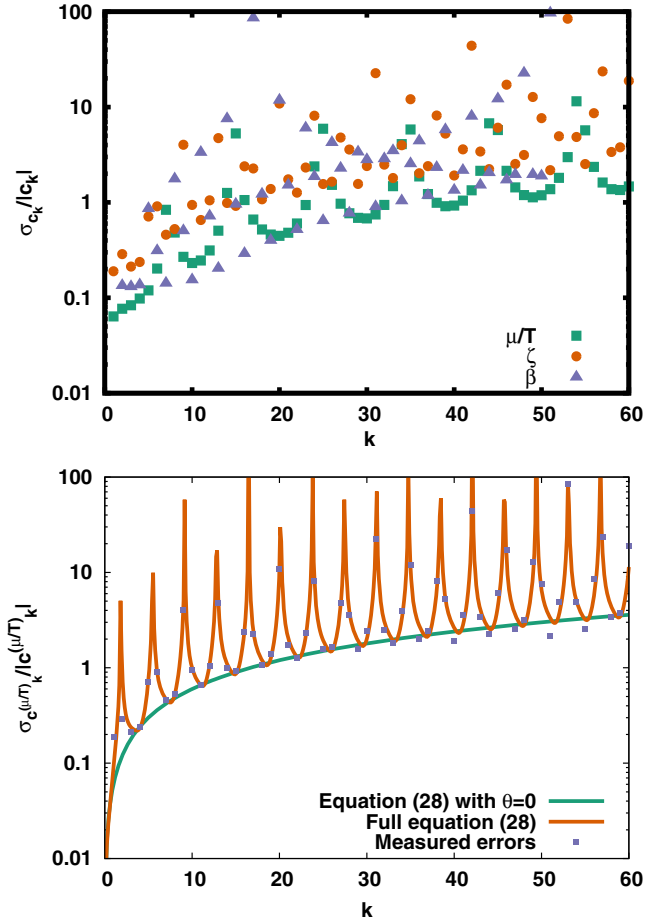 100
10
1
0.1
0.01
σ_{c_k}/|c_k|
0 10 20 30 40 50 60
k
μ/T
ζ
β
100
10
1
0.1
0.01
σ_{c^{(μ/T)}_k}/|c^{(μ/T)}_k|
Equation (28) with θ=0
Full equation (28)
Measured errors
0 10 20 30 40 50 60
k